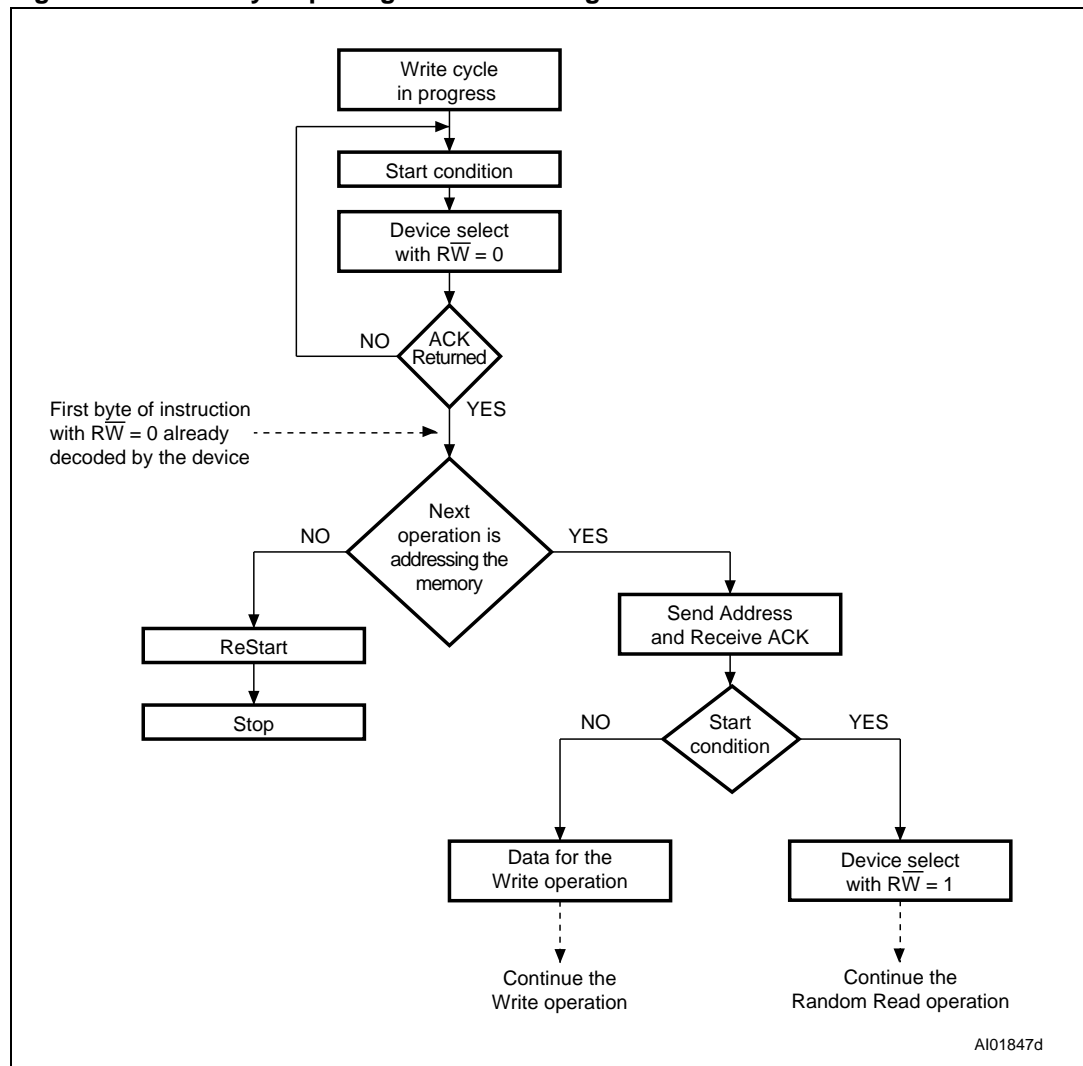 Write cycle
in progress
Start condition
Device select
with RW̅ = 0
NO
ACK
Returned
YES
First byte of instruction
with RW̅ = 0 already
decoded by the device
Next
operation is
addressing the
memory
NO
YES
Send Address
and Receive ACK
ReStart
Stop
NO
Start
condition
YES
Data for the
Write operation
Device select
with RW̅ = 1
Continue the
Write operation
Continue the
Random Read operation
AI01847d